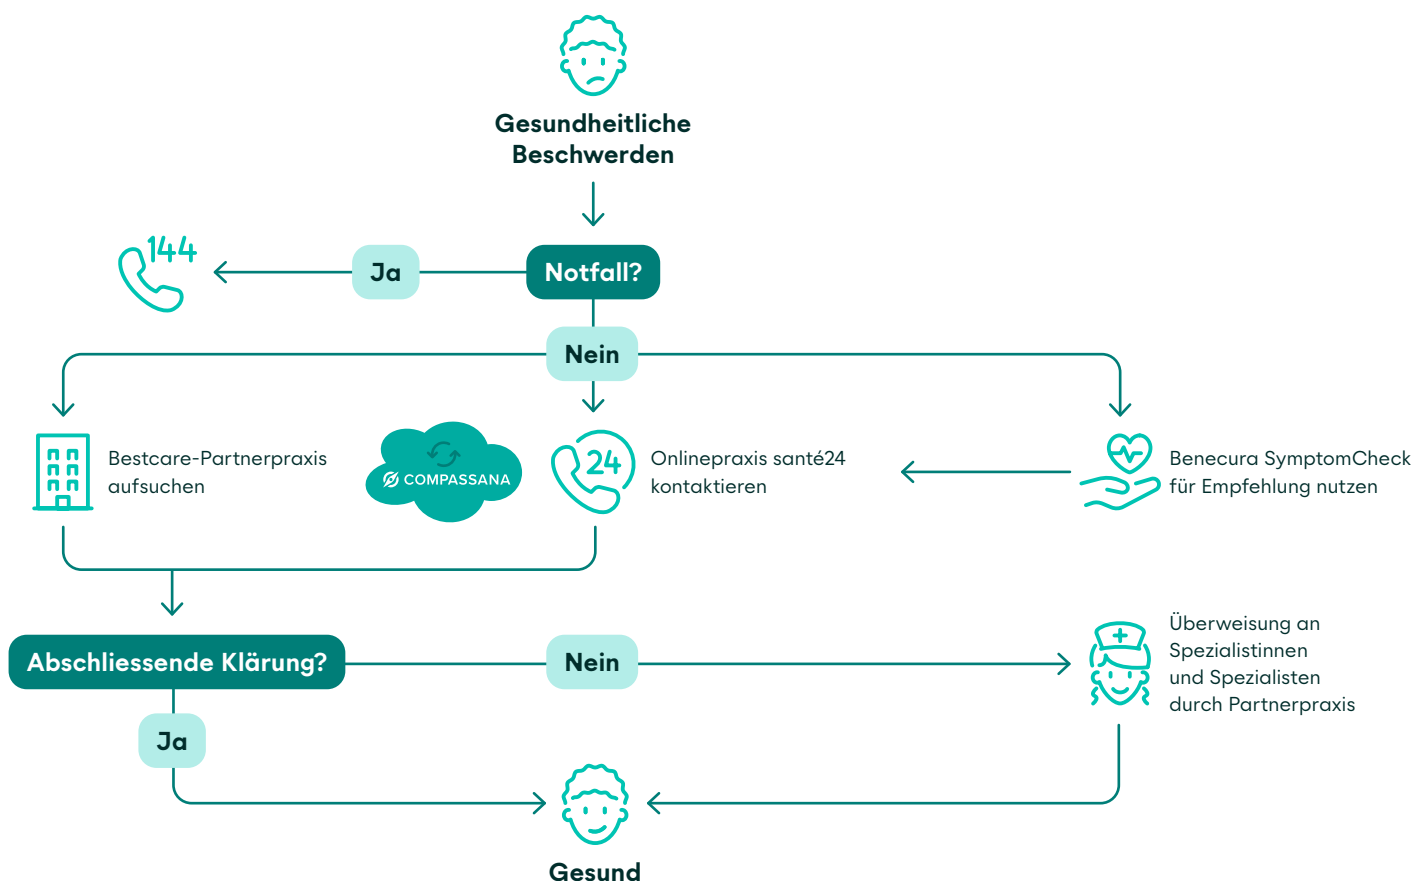 Gesundheitliche
Beschwerden
144
Ja
Notfall?
Nein
Bestcare-Partnerpraxis
aufsuchen
COMPASSANA
24
Onlinepraxis santé24
kontaktieren
Benecura SymptomCheck
für Empfehlung nutzen
Abschliessende Klärung?
Nein
Überweisung an
Spezialistinnen
und Spezialisten
durch Partnerpraxis
Ja
Gesund